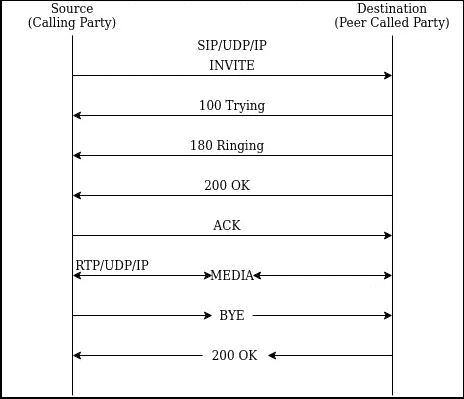 Source
(Calling Party)
Destination
(Peer Called Party)
SIP/UDP/IP
INVITE
100 Trying
180 Ringing
200 OK
ACK
RTP/UDP/IP
MEDIA
BYE
200 OK